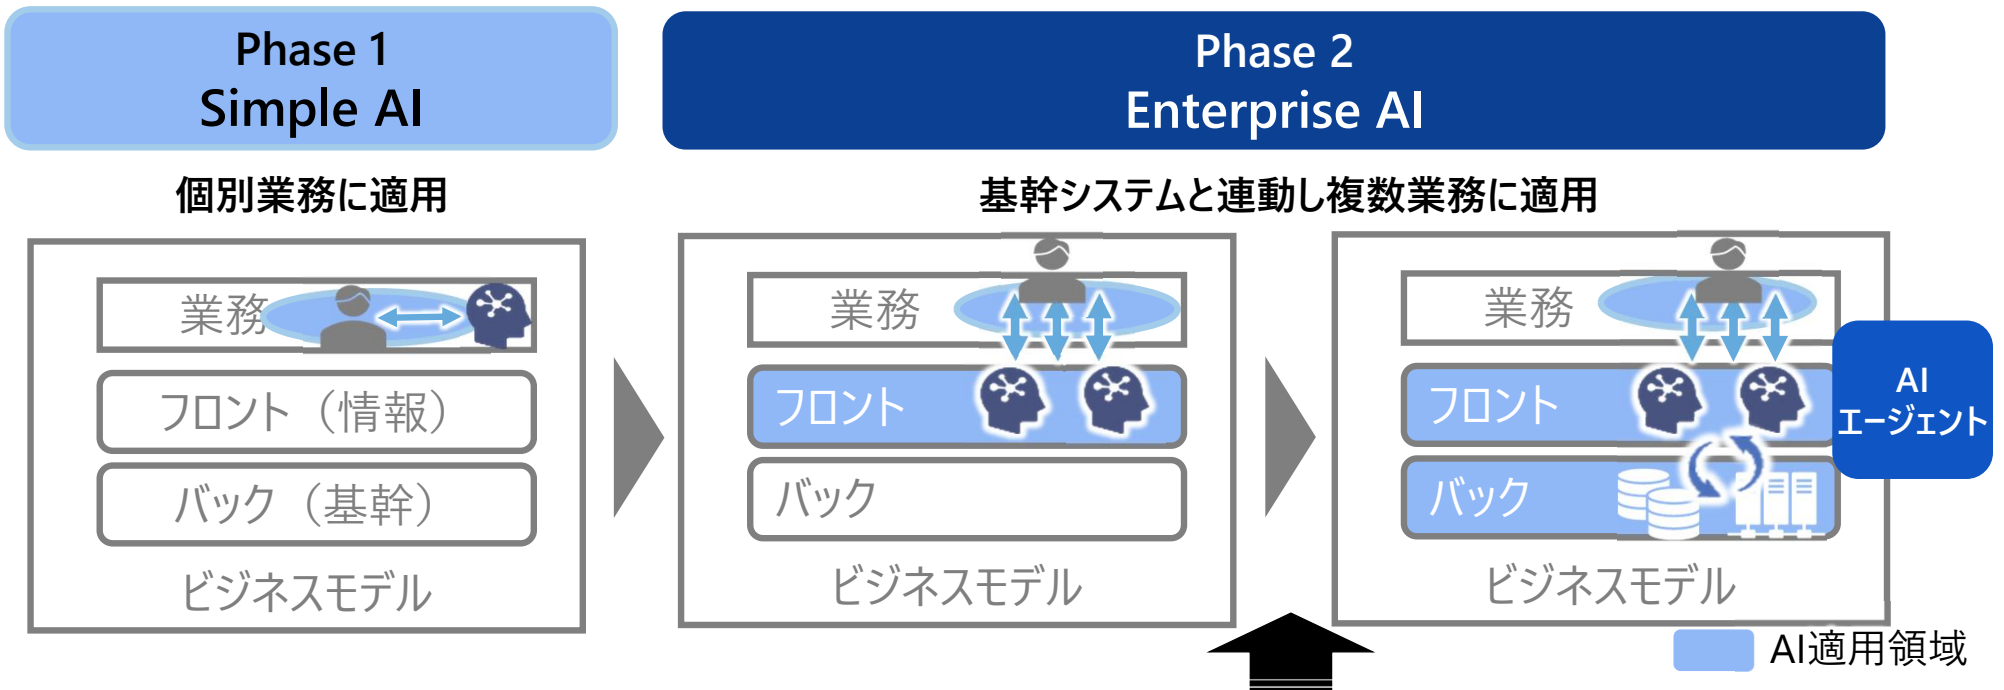 Phase 1
Simple AI
Phase 2
Enterprise AI
個別業務に適用
基幹システムと連動し複数業務に適用
業務
フロント（情報）
バック（基幹）
ビジネスモデル
業務
フロント
バック
ビジネスモデル
業務
フロント
バック
ビジネスモデル
AI
エージェント
AI適用領域